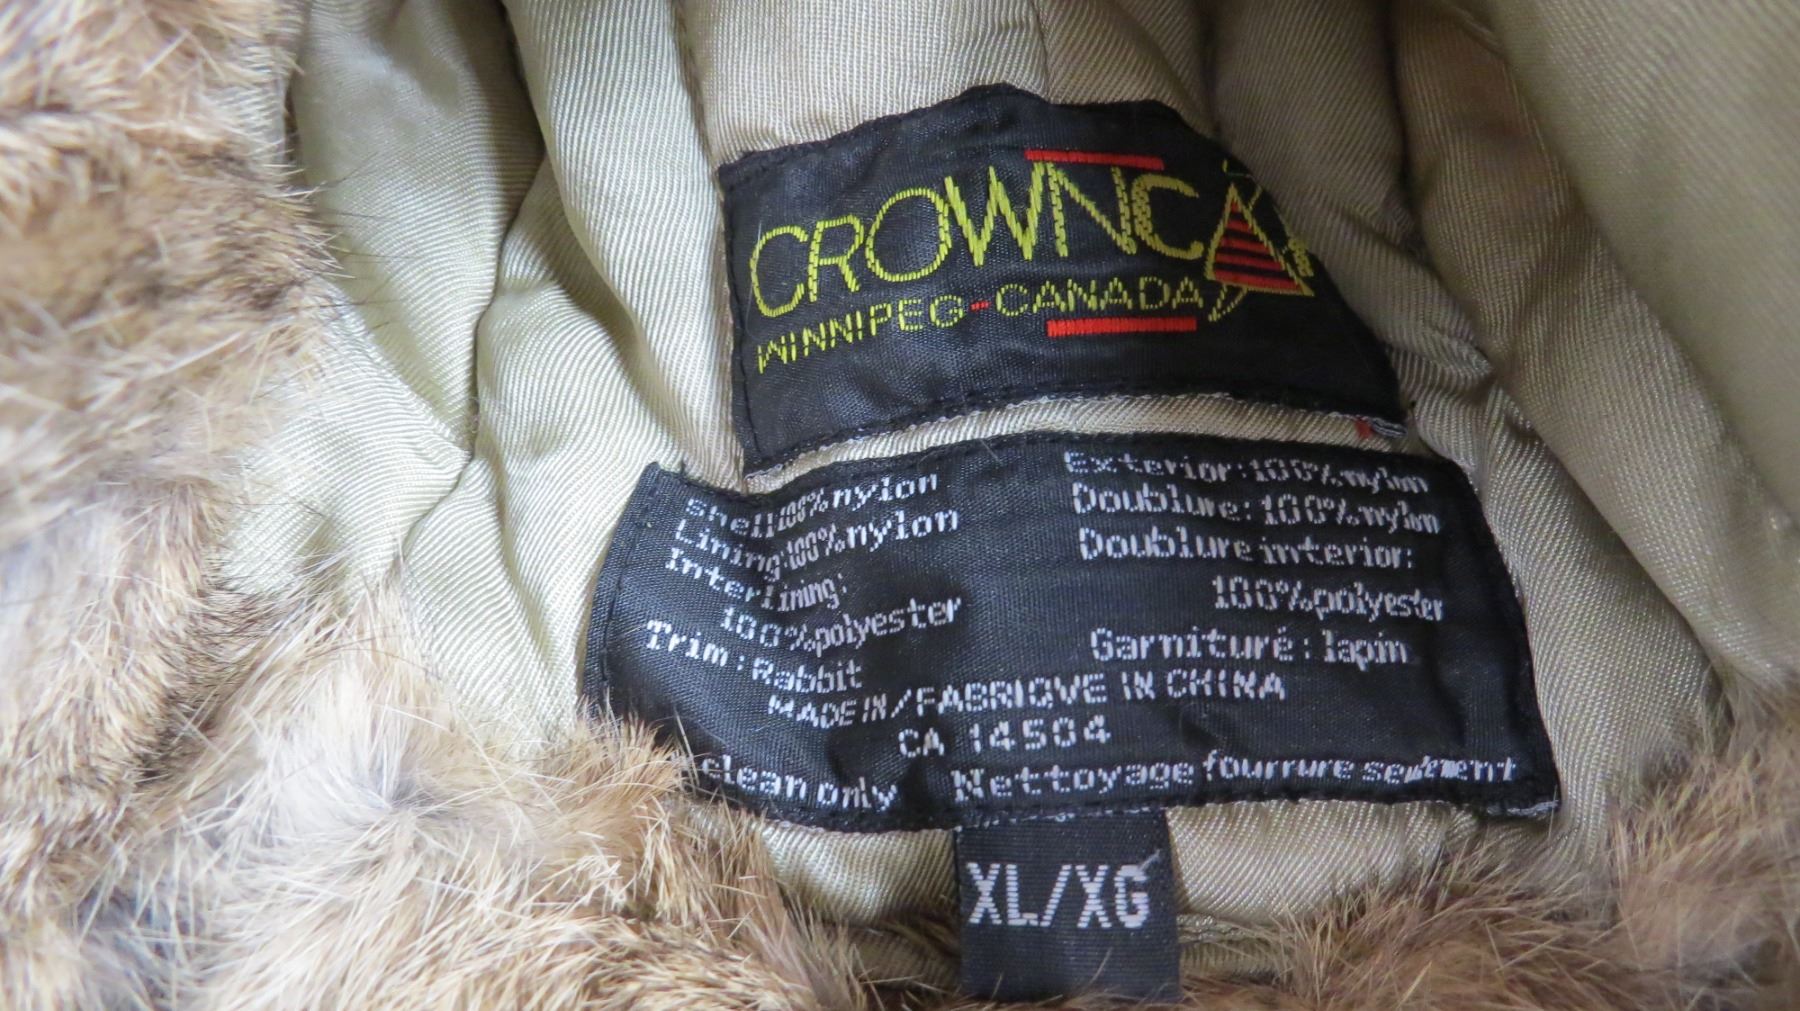 CROWNCA
WINNIPEG-CANADA
Shell:100%nylon
Lining:100%nylon
Interlining:
100%polyester
Trim:Rabbit
Exterior:100%nylon
Doublure:100%nylon
Doublure interior:
100%polyester
Garnituré:lapin
MADE IN/FABRIQVE IN CHINA
CA 14504
clean only Nettoyage fourrure seulement
XL/XG